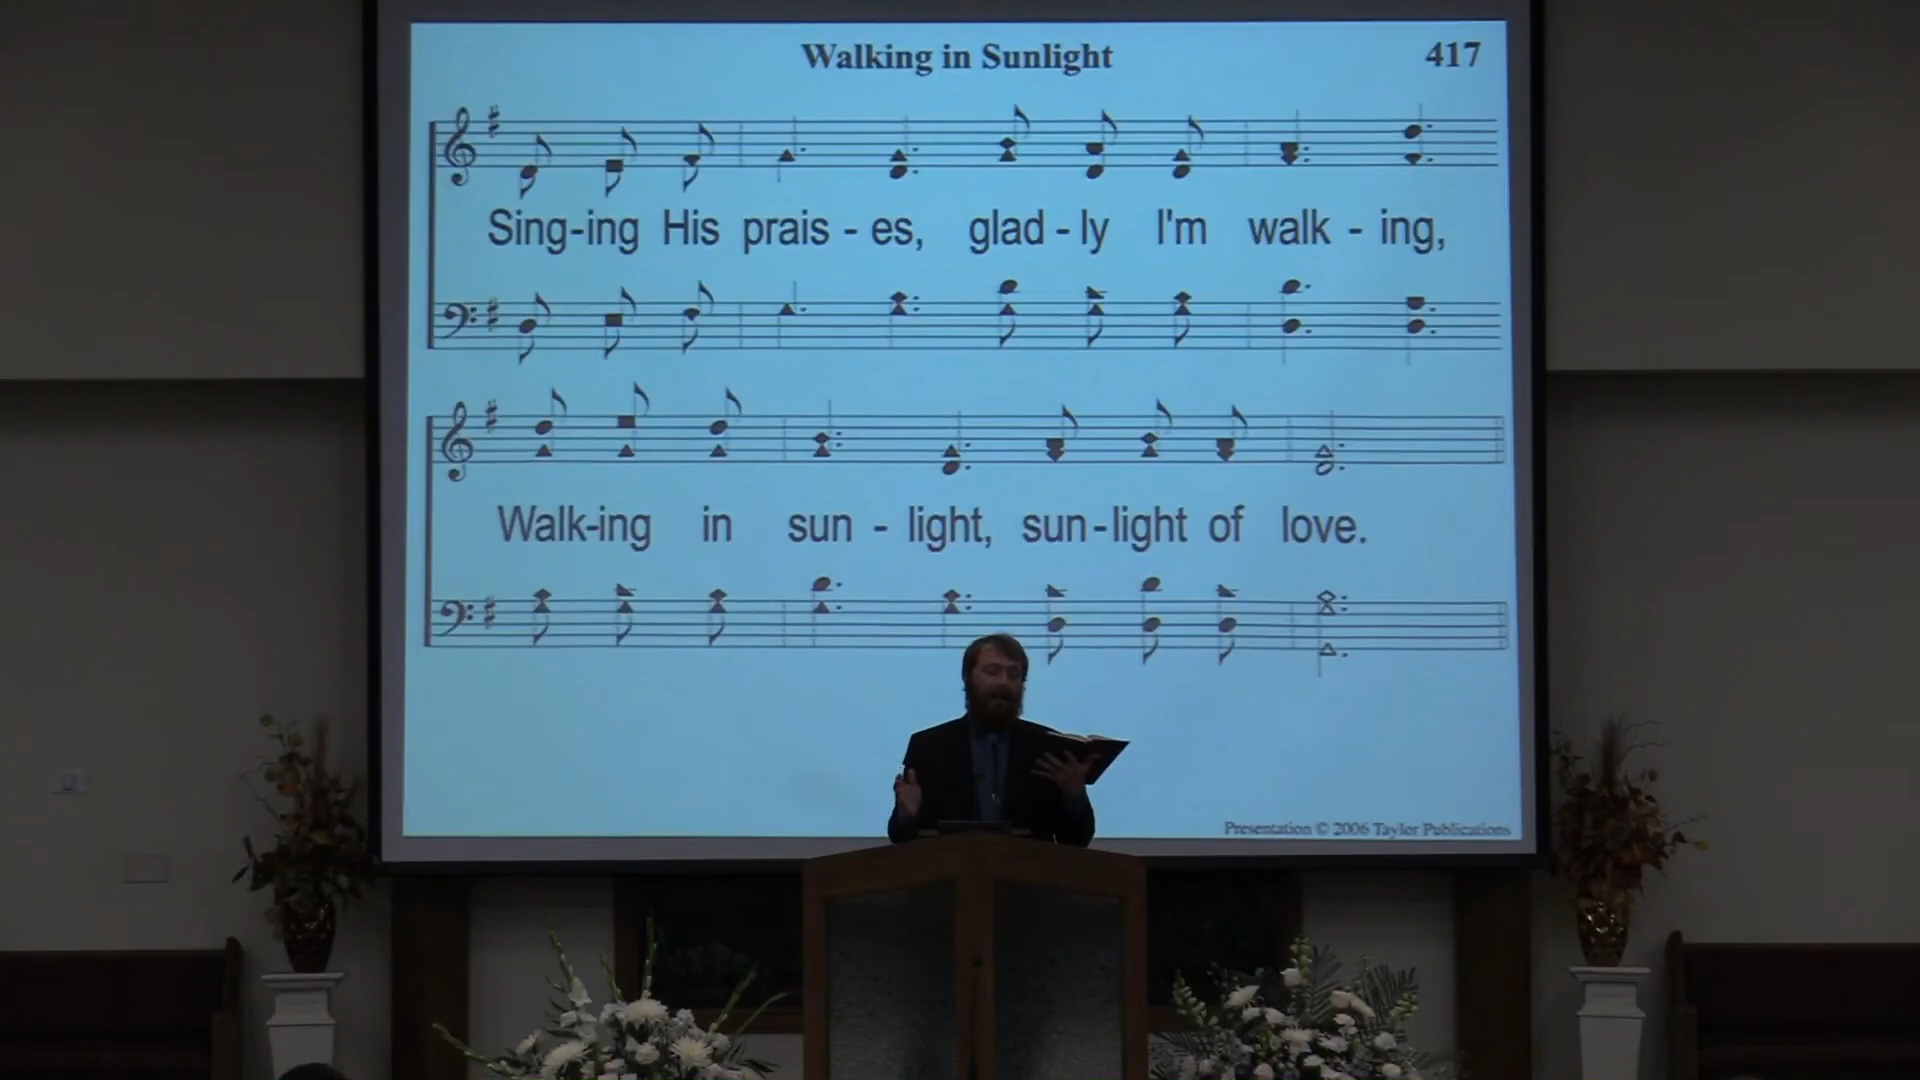 Walking in Sunlight 417
Sing-ing His prais - es, glad - ly I'm walk - ing,
Walk-ing in sun - light, sun-light of love.
Presentation © 2006 Taylor Publications